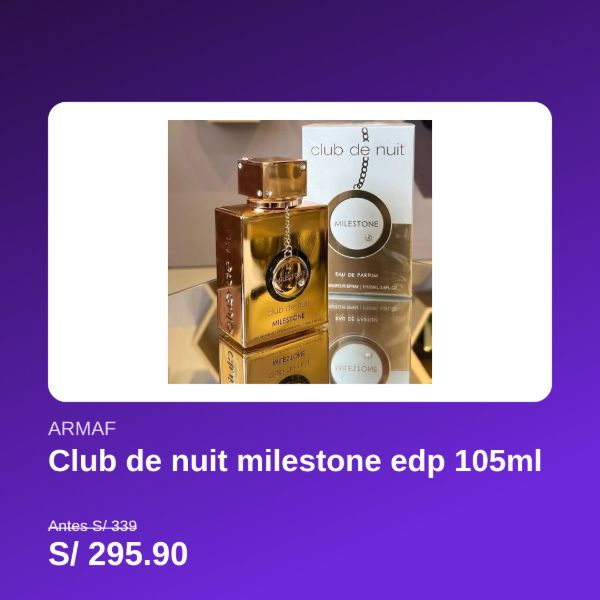 club de nuit
MILESTONE
EAU DE PARFUM
MILESTONE
club de nuit
MILESTONE
ARMAF
Club de nuit milestone edp 105ml
Antes S/ 339
S/ 295.90